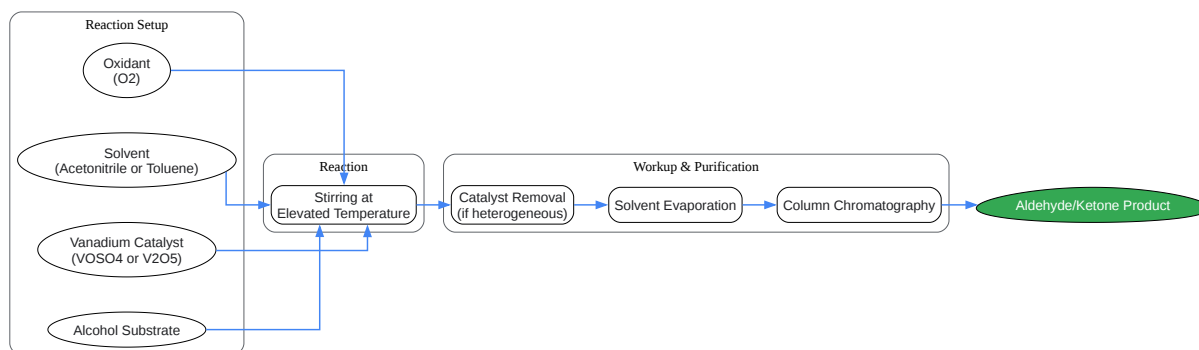 Reaction Setup
Oxidant
(O2)
Solvent
(Acetonitrile or Toluene)
Vanadium Catalyst
(VOSO4 or V2O5)
Alcohol Substrate
Reaction
Stirring at
Elevated Temperature
Workup & Purification
Catalyst Removal
(if heterogeneous)
Solvent Evaporation
Column Chromatography
Aldehyde/Ketone Product